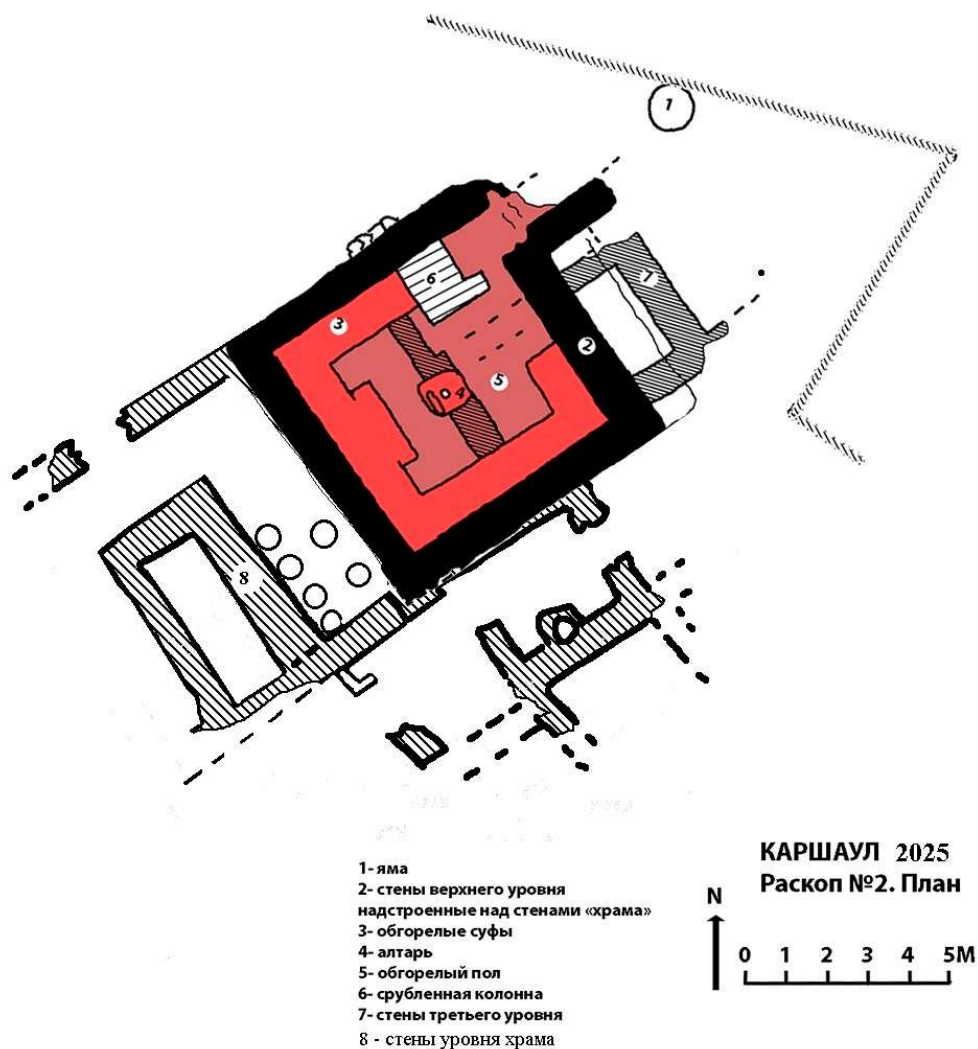 1
6
7
3
2
5
4
8
КАРШАУЛ 2025
Раскоп №2. План
N
0 1 2 3 4 5М
1- яма
2- стены верхнего уровня
надстроенные над стенами «храма»
3- обгорелые суфы
4- алтарь
5- обгорелый пол
6- срубленная колонна
7- стены третьего уровня
8 - стены уровня храма